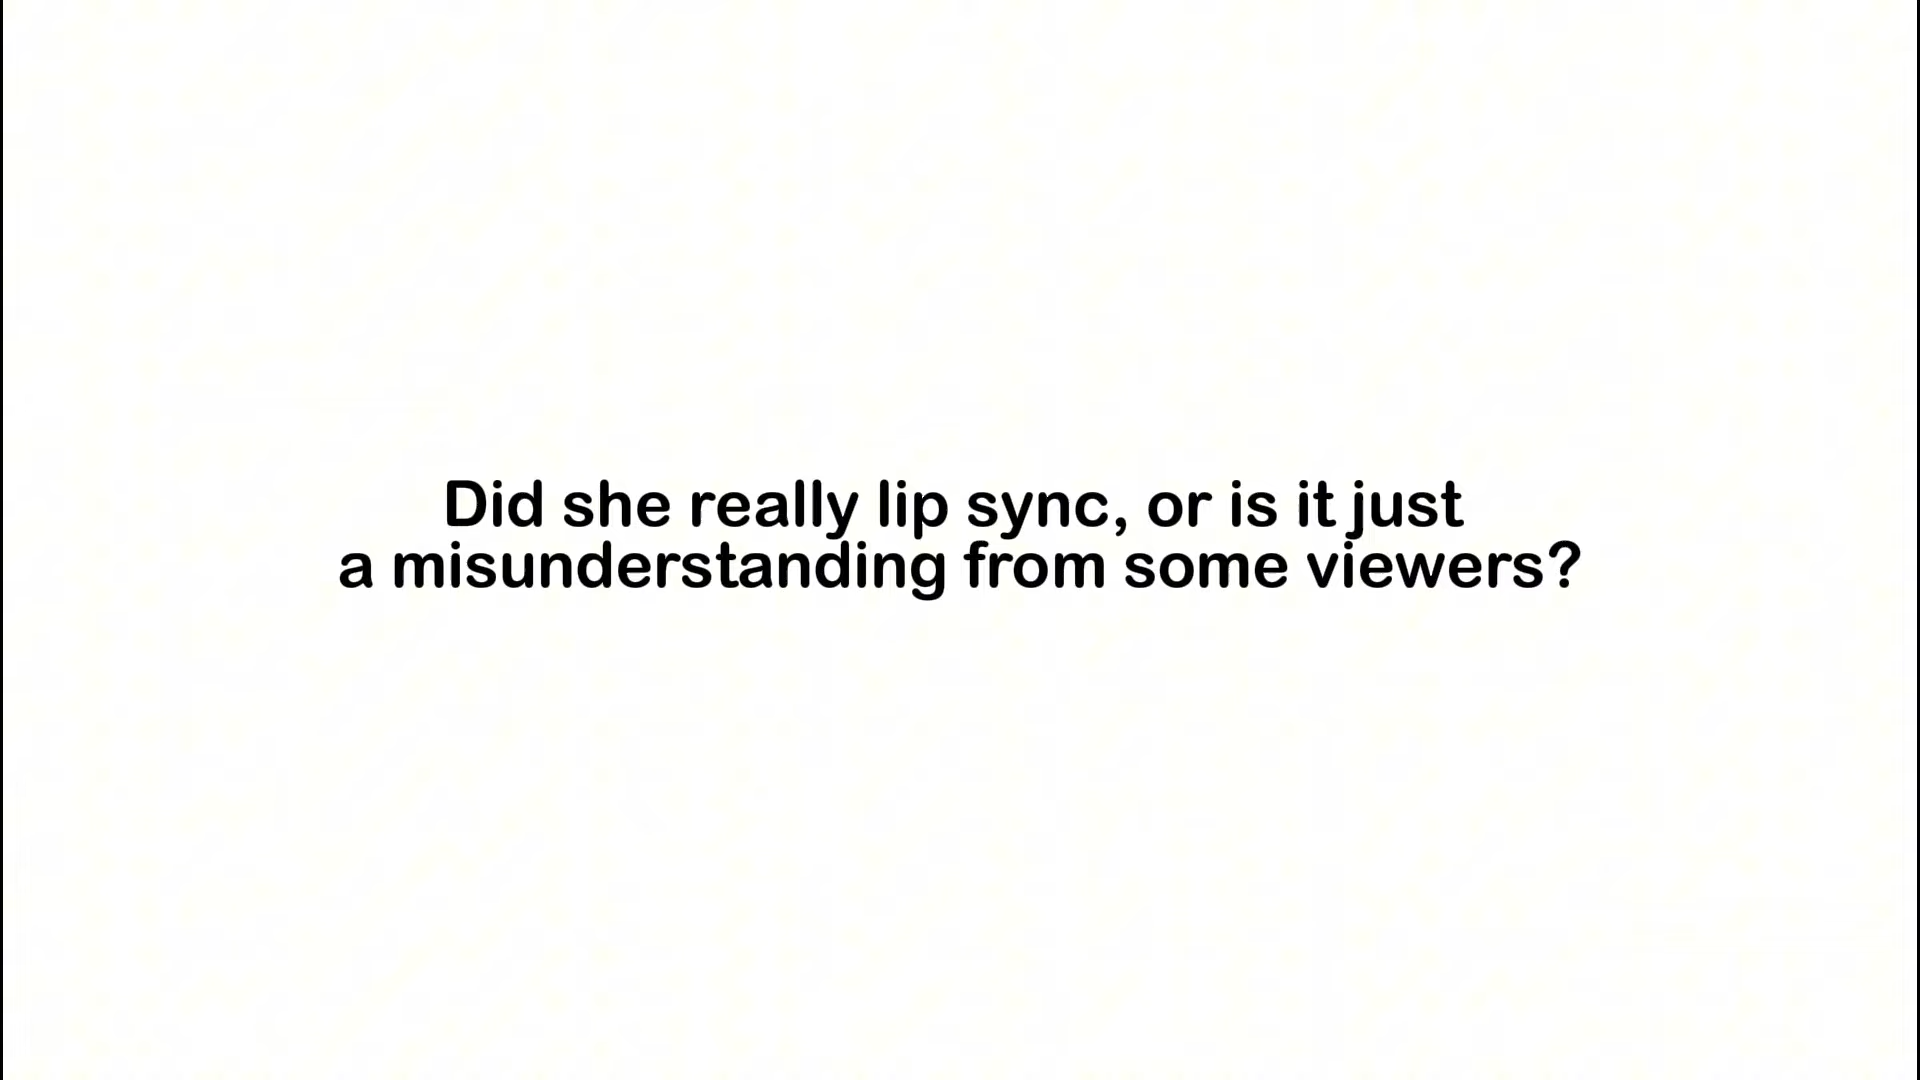 Did she really lip sync, or is it just
a misunderstanding from some viewers?